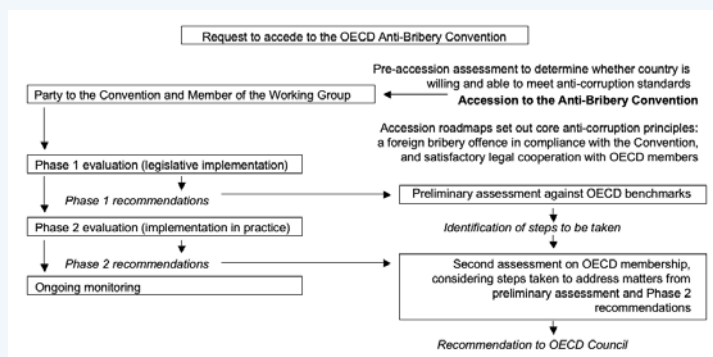 Request to accede to the OECD Anti-Bribery Convention
Pre-accession assessment to determine whether country is
willing and able to meet anti-corruption standards
Party to the Convention and Member of the Working Group
Accession to the Anti-Bribery Convention
Accession roadmaps set out core anti-corruption principles:
a foreign bribery offence in compliance with the Convention,
and satisfactory legal cooperation with OECD members
Phase 1 evaluation (legislative implementation)
Phase 1 recommendations
Preliminary assessment against OECD benchmarks
Phase 2 evaluation (implementation in practice)
Identification of steps to be taken
Phase 2 recommendations
Second assessment on OECD membership,
considering steps taken to address matters from
preliminary assessment and Phase 2
recommendations
Ongoing monitoring
Recommendation to OECD Council